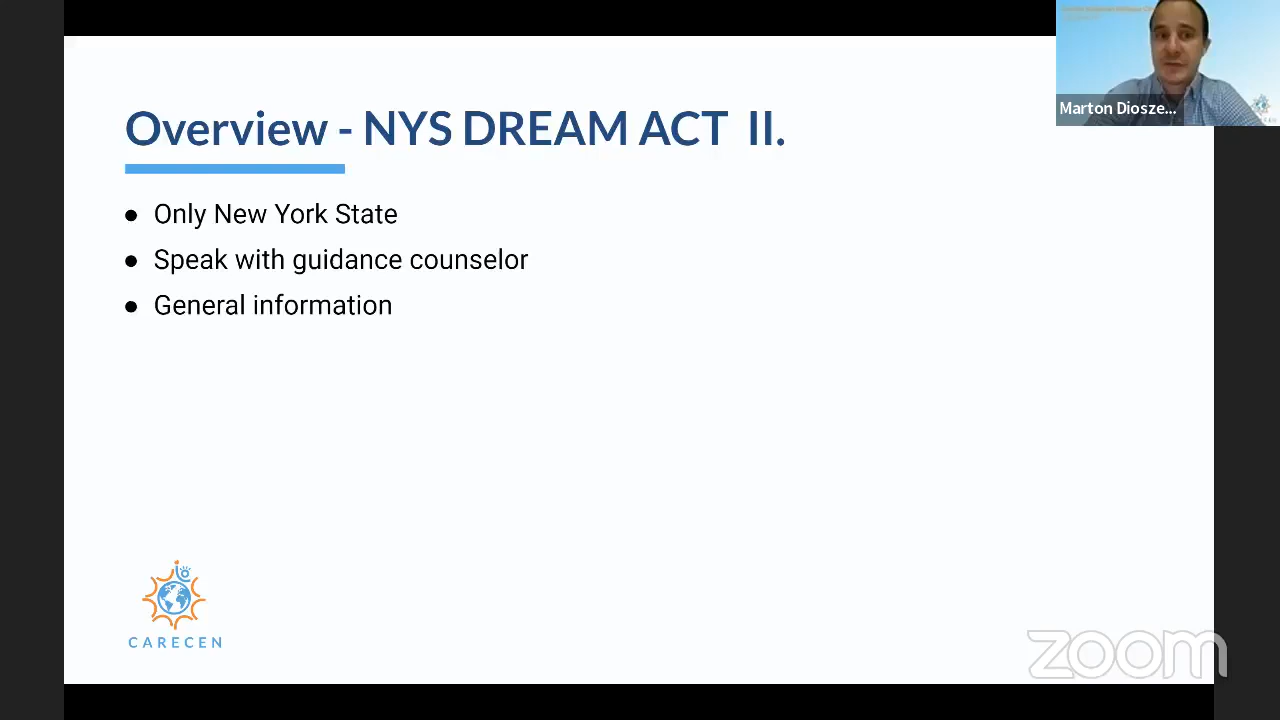 Overview - NYS DREAM ACT II.
Marton Diosze...
● Only New York State
● Speak with guidance counselor
● General information
CARECEN
zoom